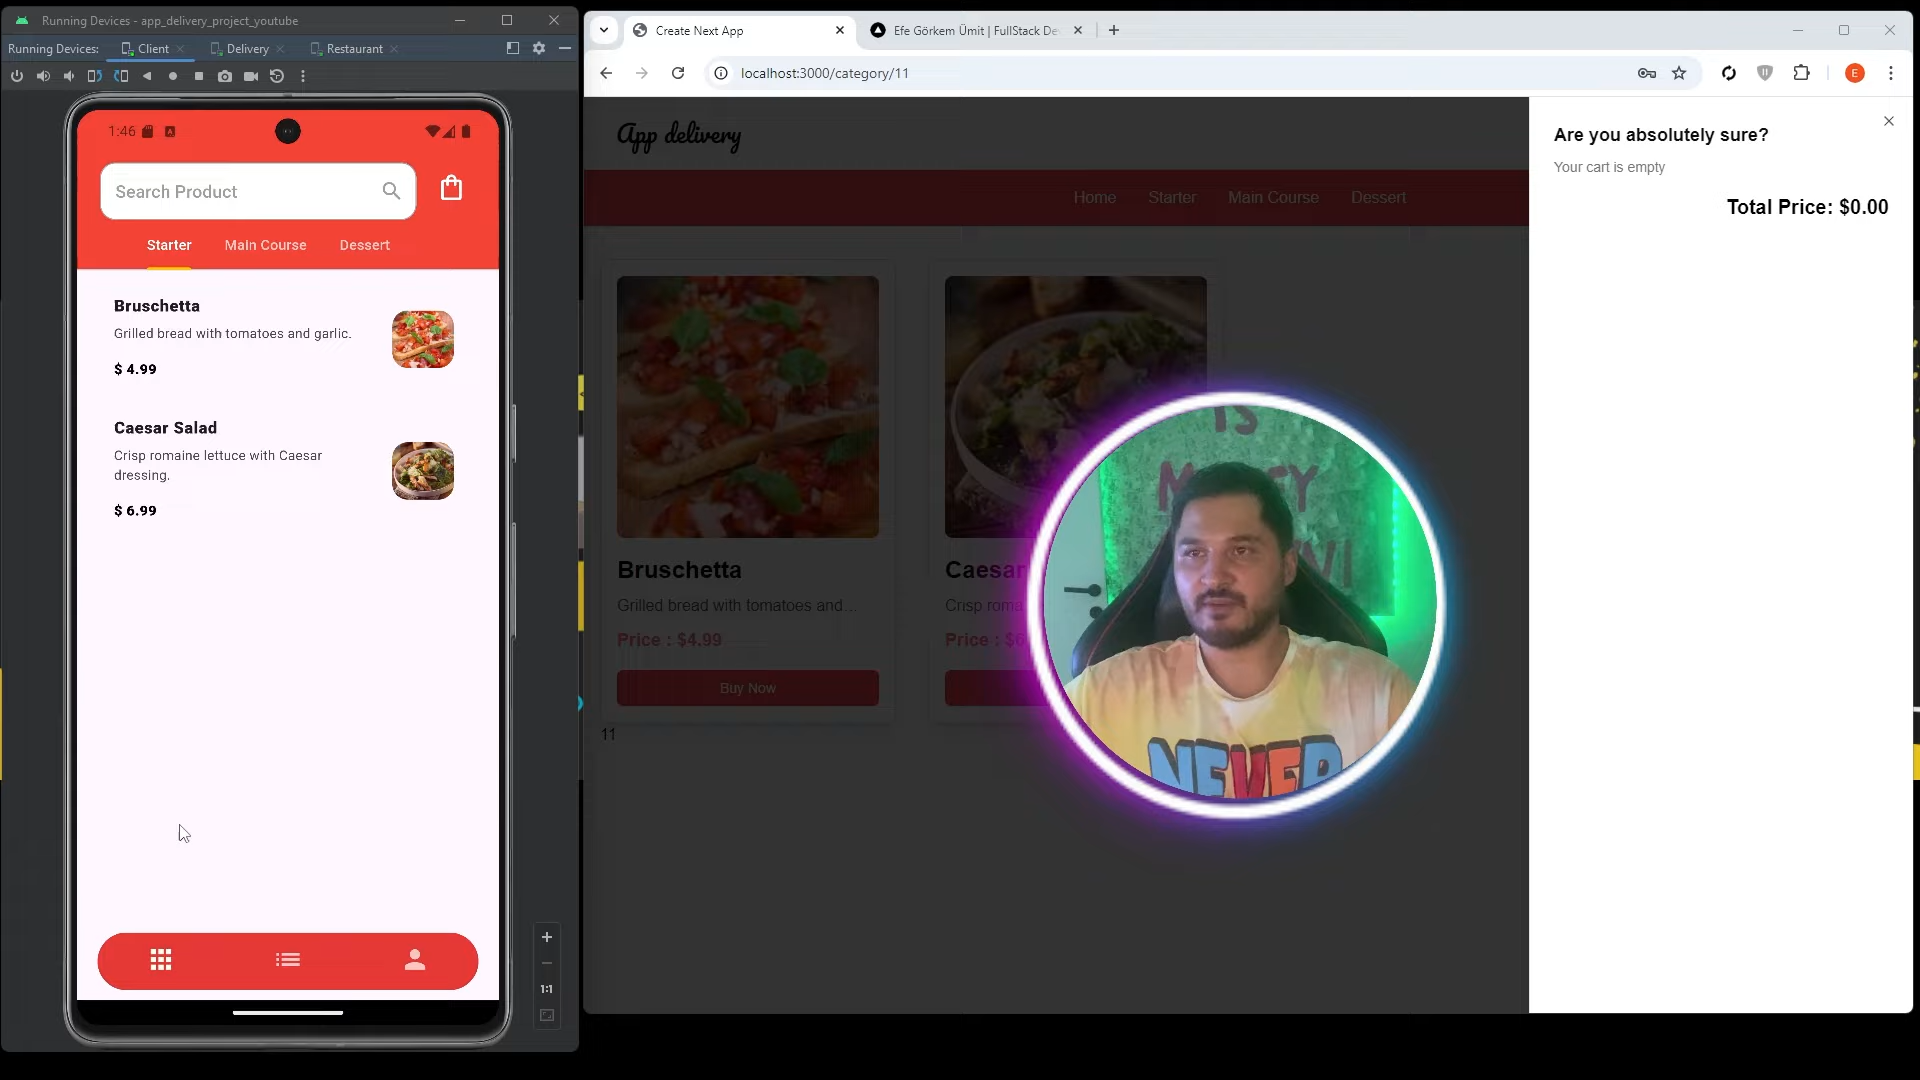 Running Devices - app_delivery_project_youtube
Running Devices:
Client
Delivery
Restaurant
1:46
Search Product
Starter
Main Course
Dessert
Bruschetta
Grilled bread with tomatoes and garlic.
$ 4.99
Caesar Salad
Crisp romaine lettuce with Caesar
dressing.
$ 6.99
1:1
Create Next App
Efe Görkem Ümit | FullStack De
localhost:3000/category/11
E
App delivery
Home
Starter
Main Course
Dessert
Bruschetta
Grilled bread with tomatoes and...
Price : $4.99
Buy Now
Caesar
Crisp roma
Price : $6
11
IS
NEVER
Are you absolutely sure?
Your cart is empty
Total Price: $0.00